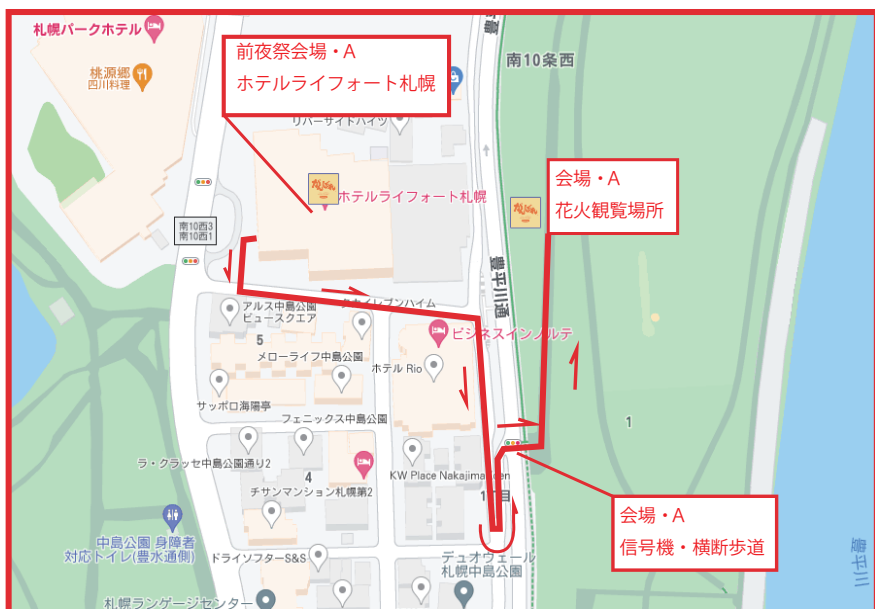 札幌パークホテル
桃源郷
四川料理
前夜祭会場・A
ホテルライフォート札幌
豊平
南10条西
リバーサイドハイツ
ホテルライフォート札幌
会場・A
花火観覧場所
南10西3
南10西1
豊平川通
アルス中島公園
ビュースクエア
イレブンハイム
ビジネスインノルテ
5
メローライフ中島公園
ホテル Rio
サッポロ海陽亭
フェニックス中島公園
1
ラ・クラッセ中島公園通り2
4
チサンマンション札幌第2
KW Place Nakajima
会場・A
信号機・横断歩道
中島公園 身障者
対応トイレ(豊水通側)
ドライソフターS&S
デュオヴェール
札幌中島公園
豊平川
札幌ランゲージセンター